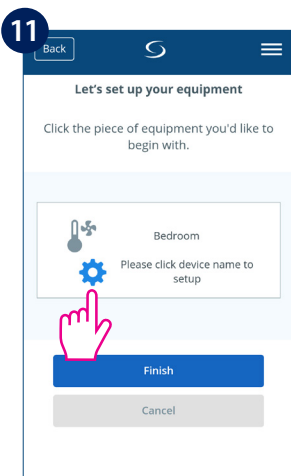 11
Back
Let's set up your equipment
Click the piece of equipment you'd like to
begin with.
Bedroom
Please click device name to
setup
Finish
Cancel